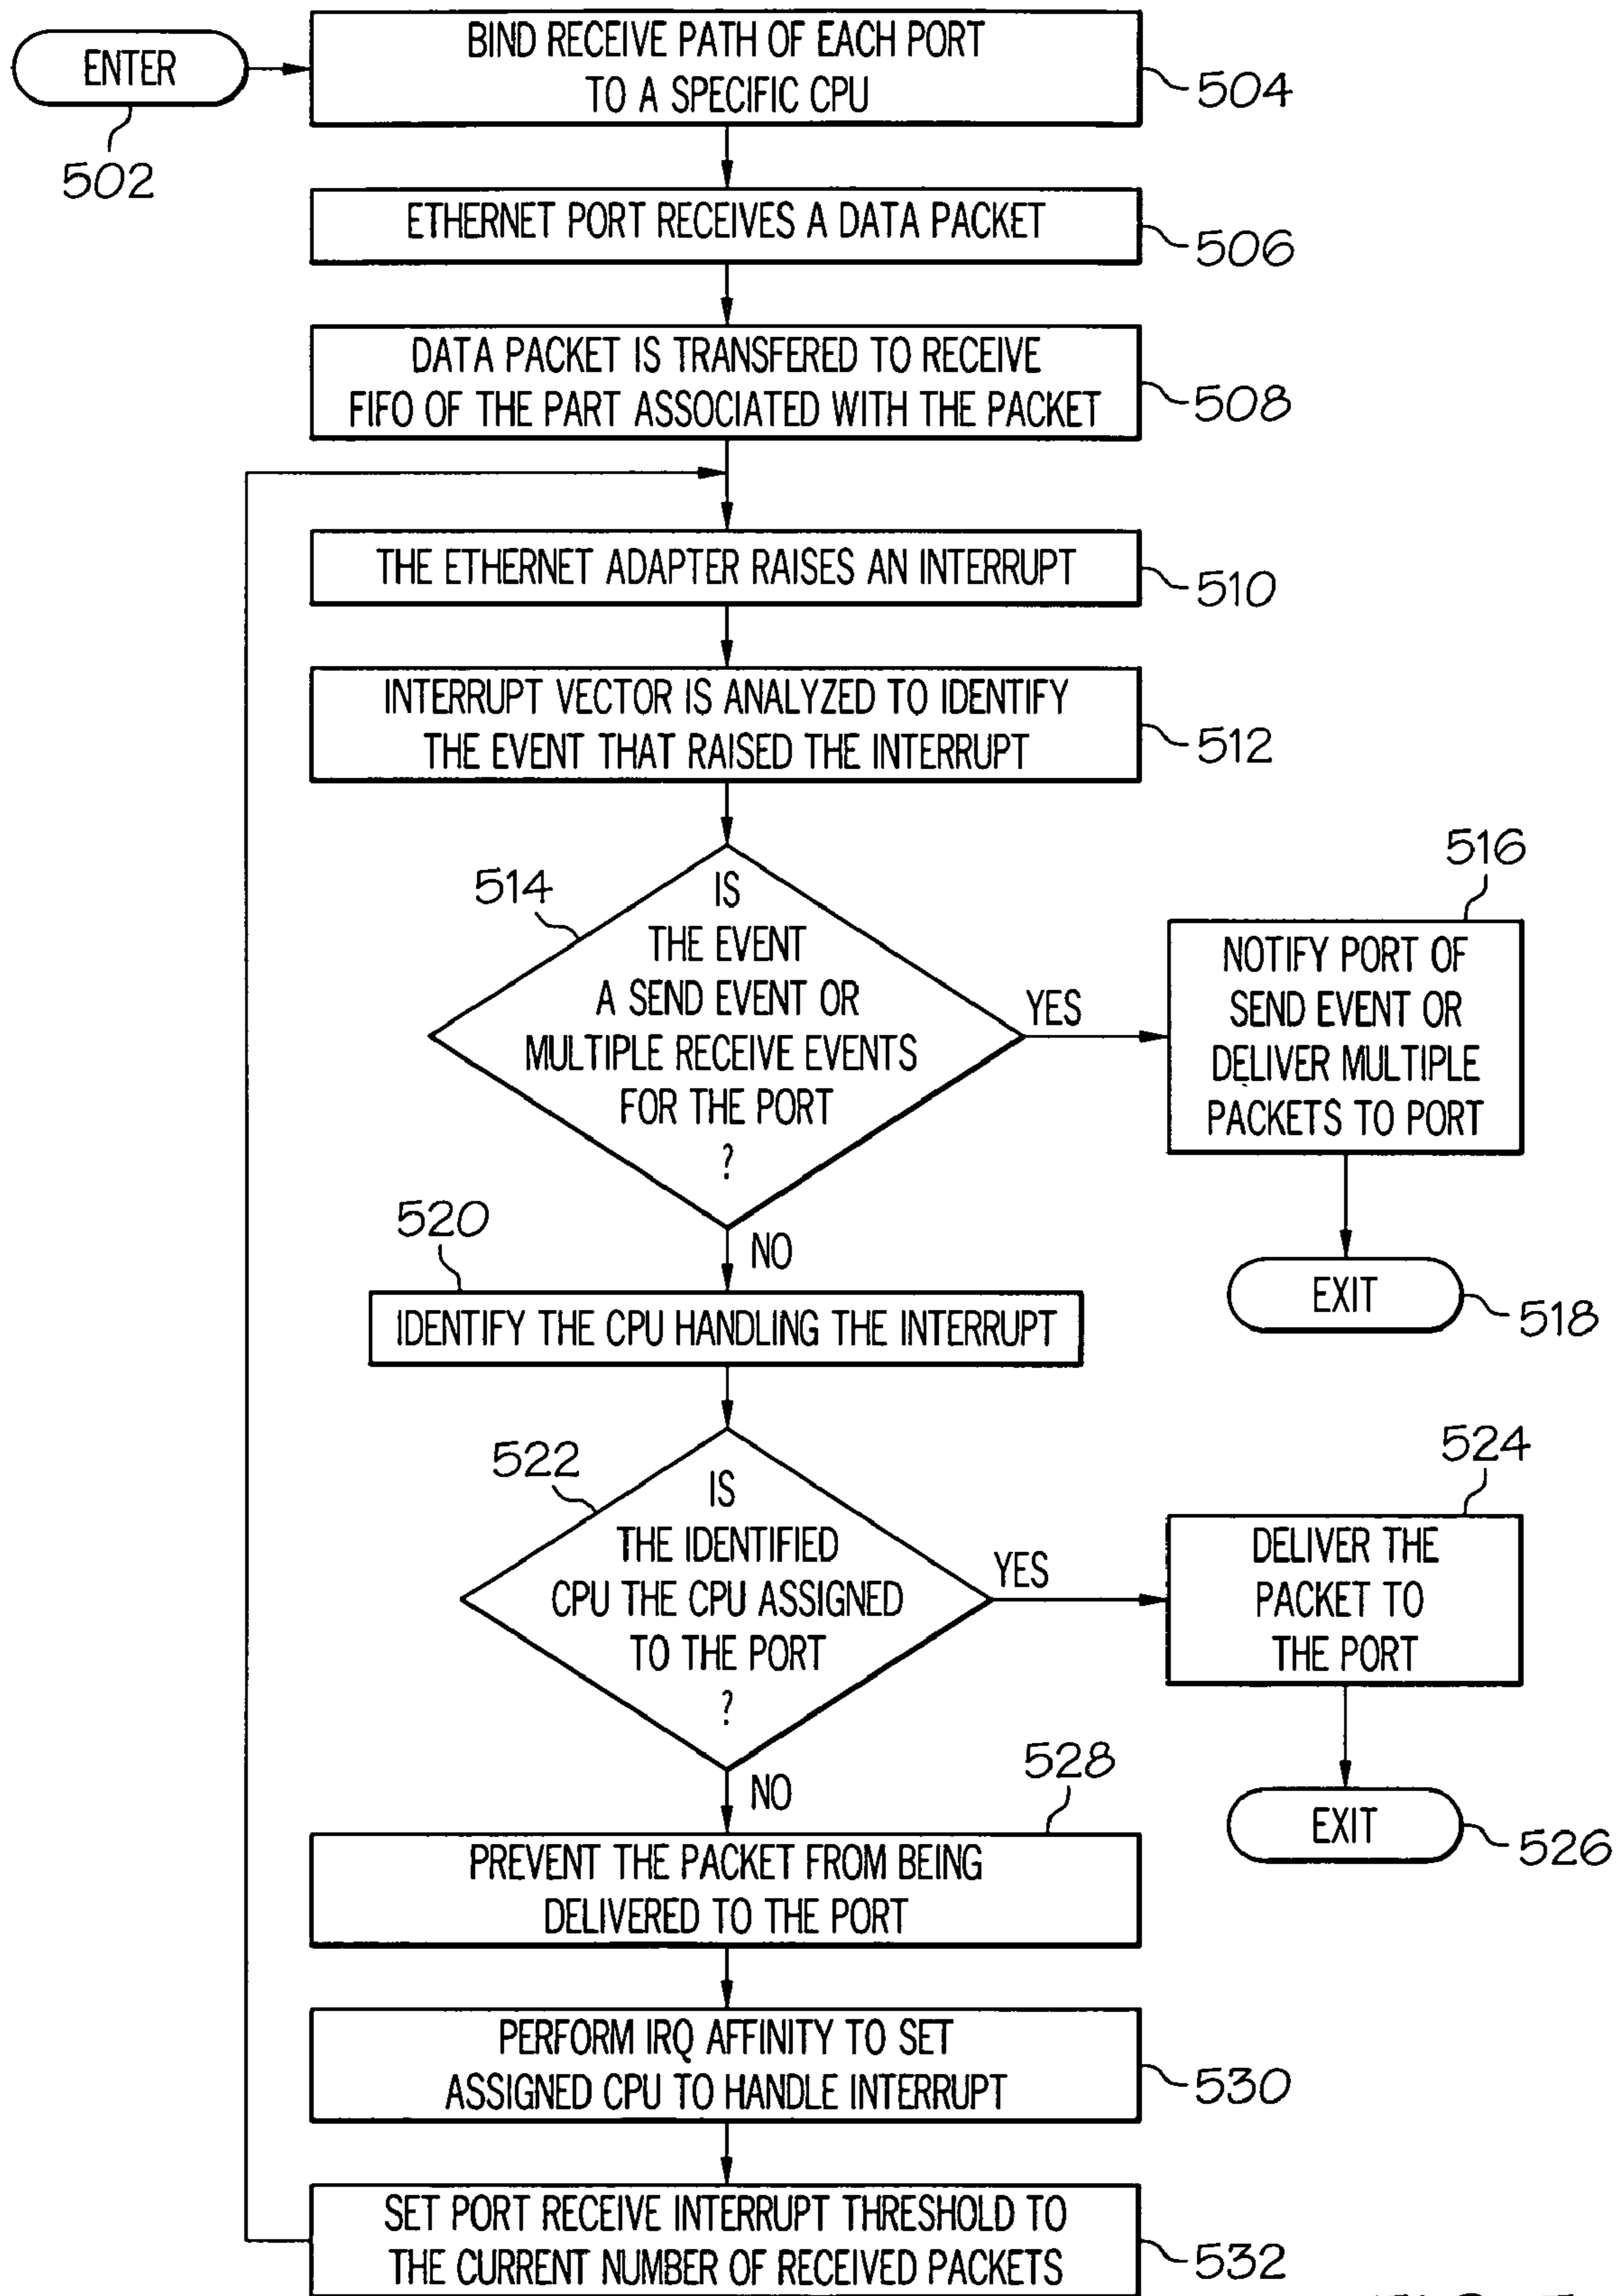 ENTER
502
BIND RECEIVE PATH OF EACH PORT
TO A SPECIFIC CPU
504
ETHERNET PORT RECEIVES A DATA PACKET
506
DATA PACKET IS TRANSFERED TO RECEIVE
FIFO OF THE PART ASSOCIATED WITH THE PACKET
508
THE ETHERNET ADAPTER RAISES AN INTERRUPT
510
INTERRUPT VECTOR IS ANALYZED TO IDENTIFY
THE EVENT THAT RAISED THE INTERRUPT
512
514
IS
THE EVENT
A SEND EVENT OR
MULTIPLE RECEIVE EVENTS
FOR THE PORT
?
YES
516
NOTIFY PORT OF
SEND EVENT OR
DELIVER MULTIPLE
PACKETS TO PORT
EXIT
518
NO
520
IDENTIFY THE CPU HANDLING THE INTERRUPT
522
IS
THE IDENTIFIED
CPU THE CPU ASSIGNED
TO THE PORT
?
YES
524
DELIVER THE
PACKET TO
THE PORT
EXIT
526
NO
528
PREVENT THE PACKET FROM BEING
DELIVERED TO THE PORT
PERFORM IRQ AFFINITY TO SET
ASSIGNED CPU TO HANDLE INTERRUPT
530
SET PORT RECEIVE INTERRUPT THRESHOLD TO
THE CURRENT NUMBER OF RECEIVED PACKETS
532